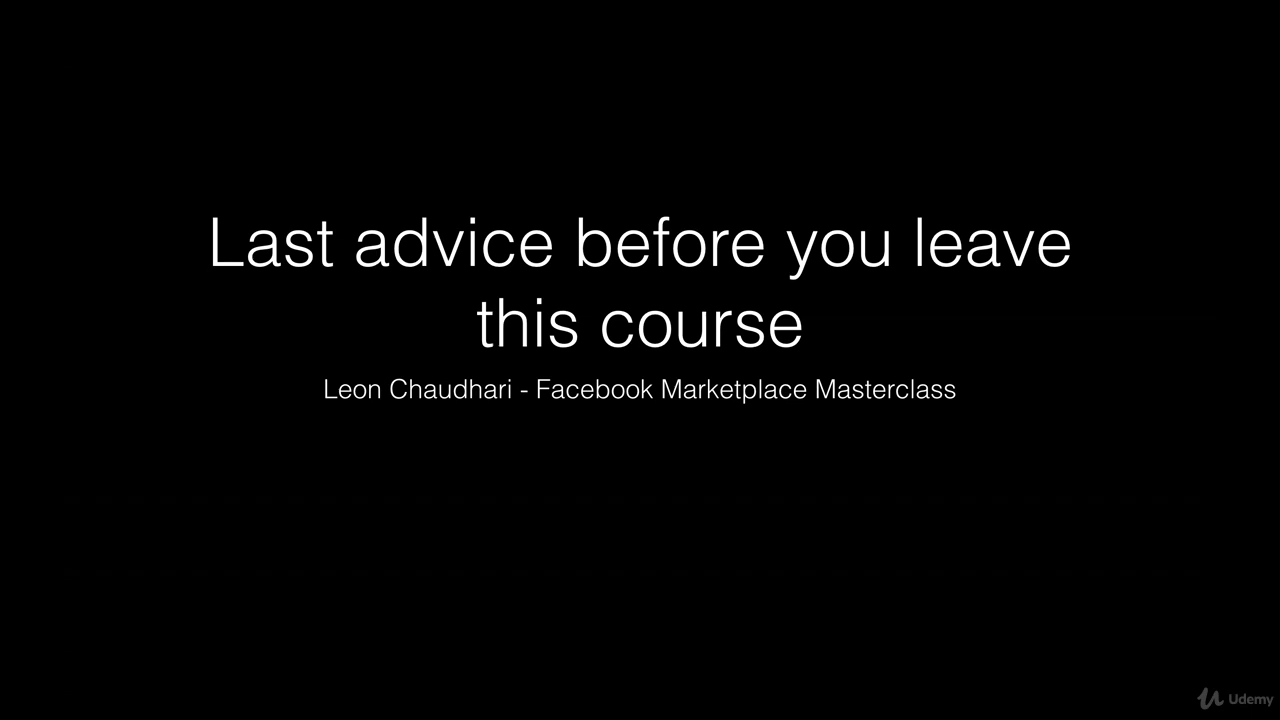 Last advice before you leave
this course
Leon Chaudhari - Facebook Marketplace Masterclass
Udemy